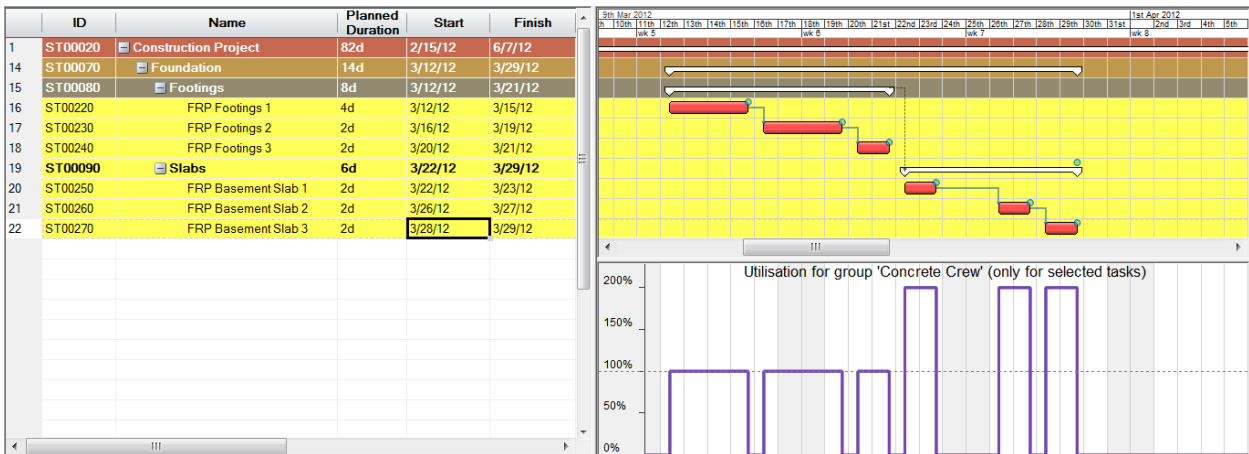 ID Name Planned Duration Start Finish
1 ST00020 Construction Project 82d 2/15/12 6/7/12
14 ST00070 Foundation 14d 3/12/12 3/29/12
15 ST00080 Footings 8d 3/12/12 3/21/12
16 ST00220 FRP Footings 1 4d 3/12/12 3/15/12
17 ST00230 FRP Footings 2 2d 3/16/12 3/19/12
18 ST00240 FRP Footings 3 2d 3/20/12 3/21/12
19 ST00090 Slabs 6d 3/22/12 3/29/12
20 ST00250 FRP Basement Slab 1 2d 3/22/12 3/23/12
21 ST00260 FRP Basement Slab 2 2d 3/26/12 3/27/12
22 ST00270 FRP Basement Slab 3 2d 3/28/12 3/29/12
9th Mar 2012 1st Apr 2012
10th 11th 12th 13th 14th 15th 16th 17th 18th 19th 20th 21st 22nd 23rd 24th 25th 26th 27th 28th 29th 30th 31st 2nd 3rd 4th 5th
wk 5 wk 6 wk 7 wk 8
Utilisation for group 'Concrete Crew' (only for selected tasks)
200%
150%
100%
50%
0%